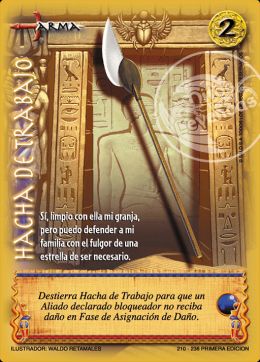 ARMA
2
HACHA DE TRABAJO
Sí, limpio con ella mi granja,
pero puedo defender a mi
familia con el fulgor de una
estrella de ser necesario.
Destierra Hacha de Trabajo para que un
Aliado declarado bloqueador no reciba
daño en Fase de Asignación de Daño.
ILUSTRADOR: WALDO RETAMALES
210 - 236 PRIMERA EDICION